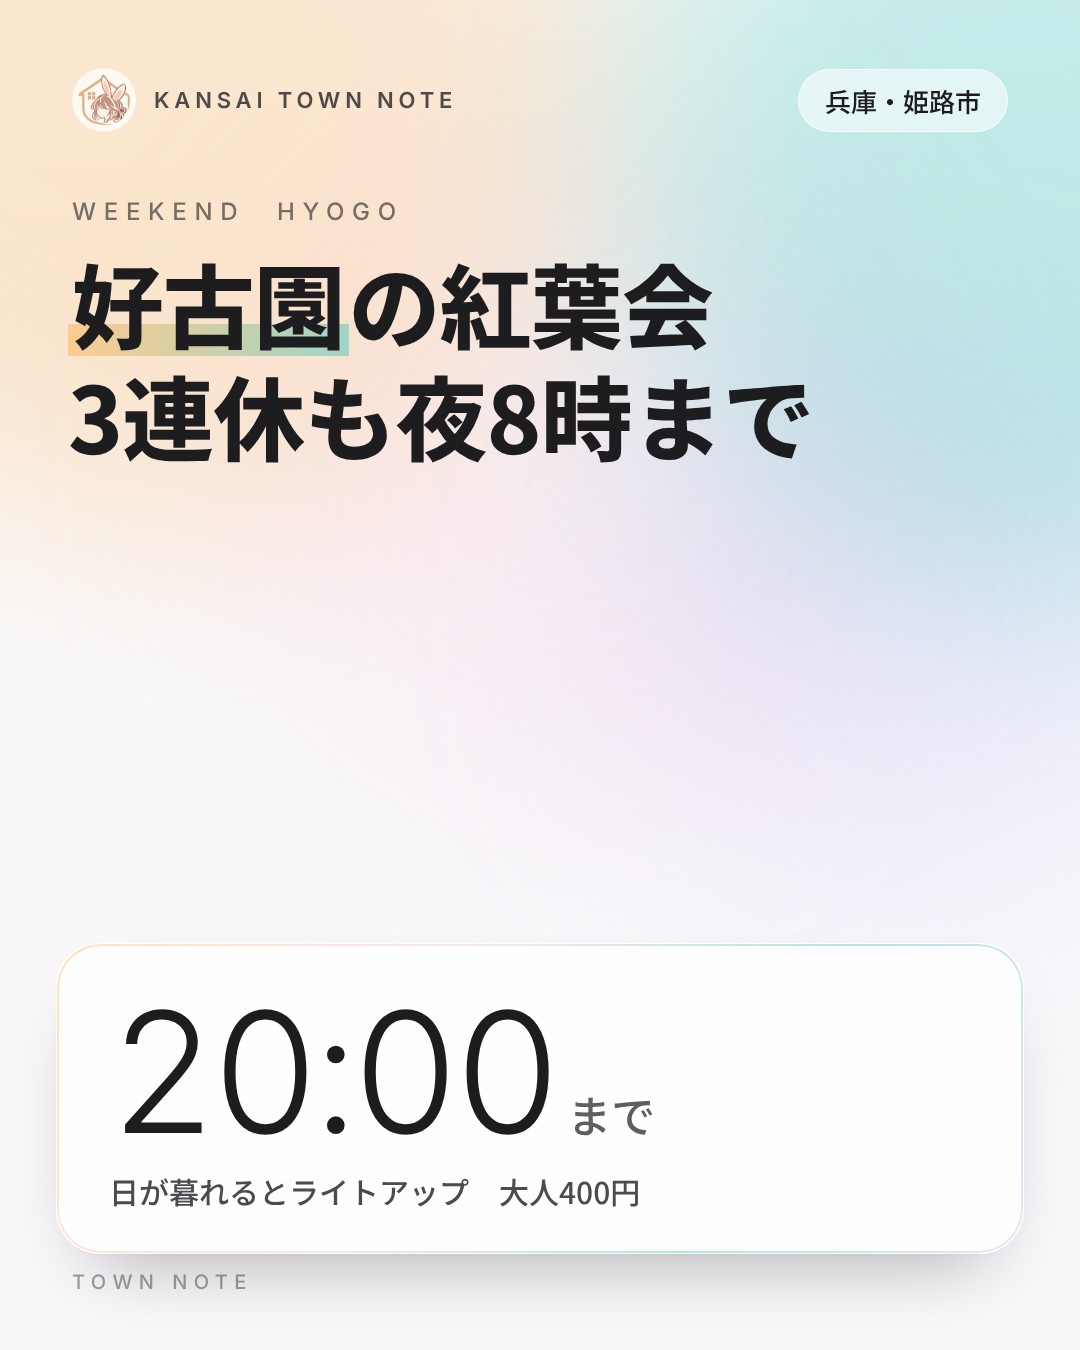 KANSAI TOWN NOTE
兵庫・姫路市
WEEKEND HYOGO
好古園の紅葉会
3連休も夜8時まで
20:00 まで
日が暮れるとライトアップ 大人400円
TOWN NOTE